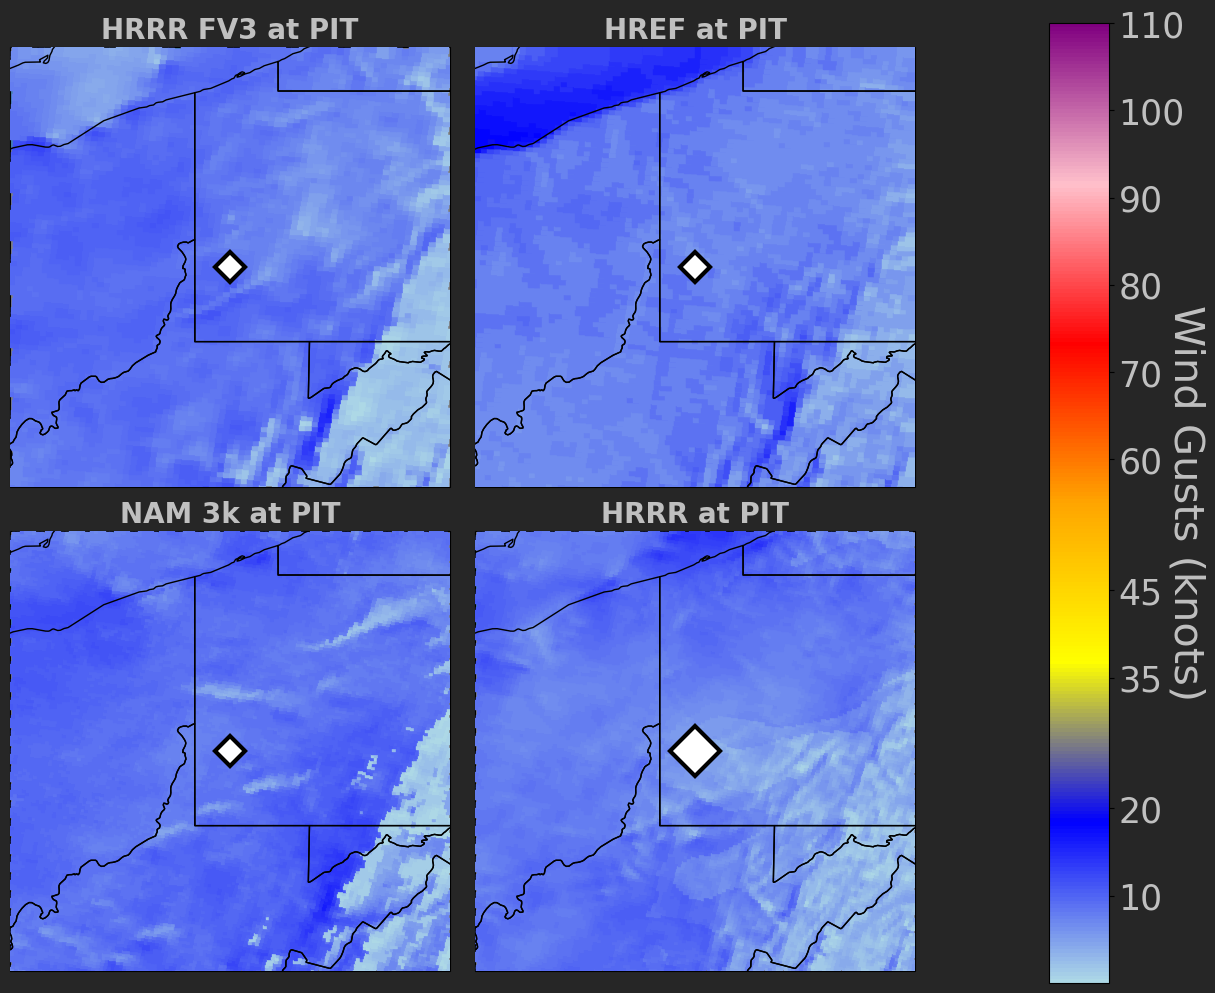 HRRR FV3 at PIT
HREF at PIT
NAM 3k at PIT
HRRR at PIT
110
100
90
80
70
60
45
35
20
10
Wind Gusts (knots)